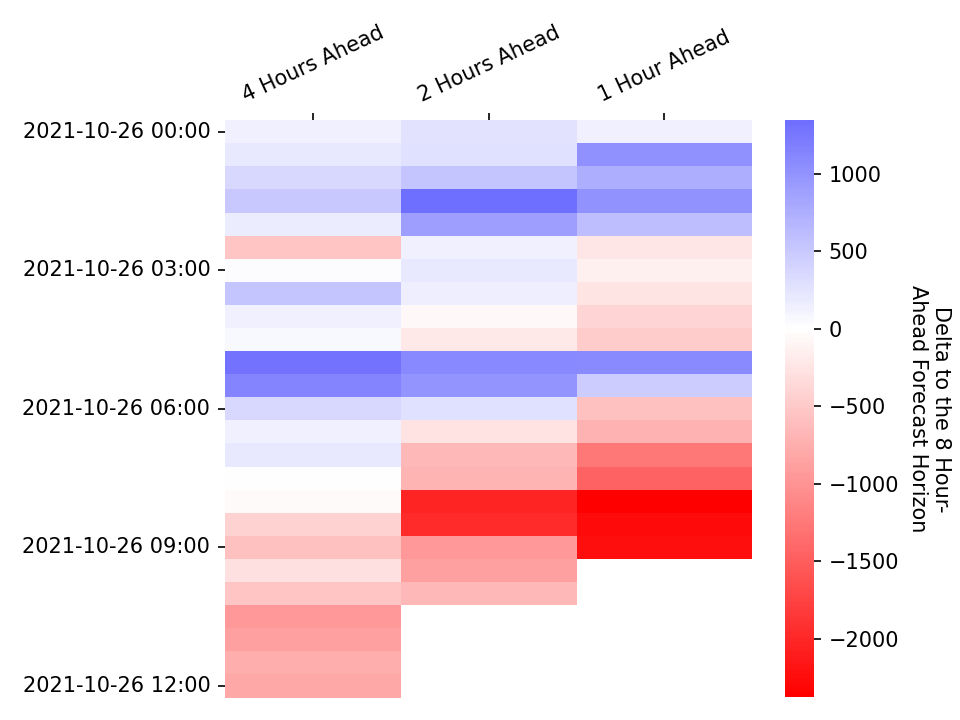 4 Hours Ahead
2 Hours Ahead
1 Hour Ahead
2021-10-26 00:00
2021-10-26 03:00
2021-10-26 06:00
2021-10-26 09:00
2021-10-26 12:00
1000
500
0
−500
−1000
−1500
−2000
Delta to the 8 Hour-
Ahead Forecast Horizon